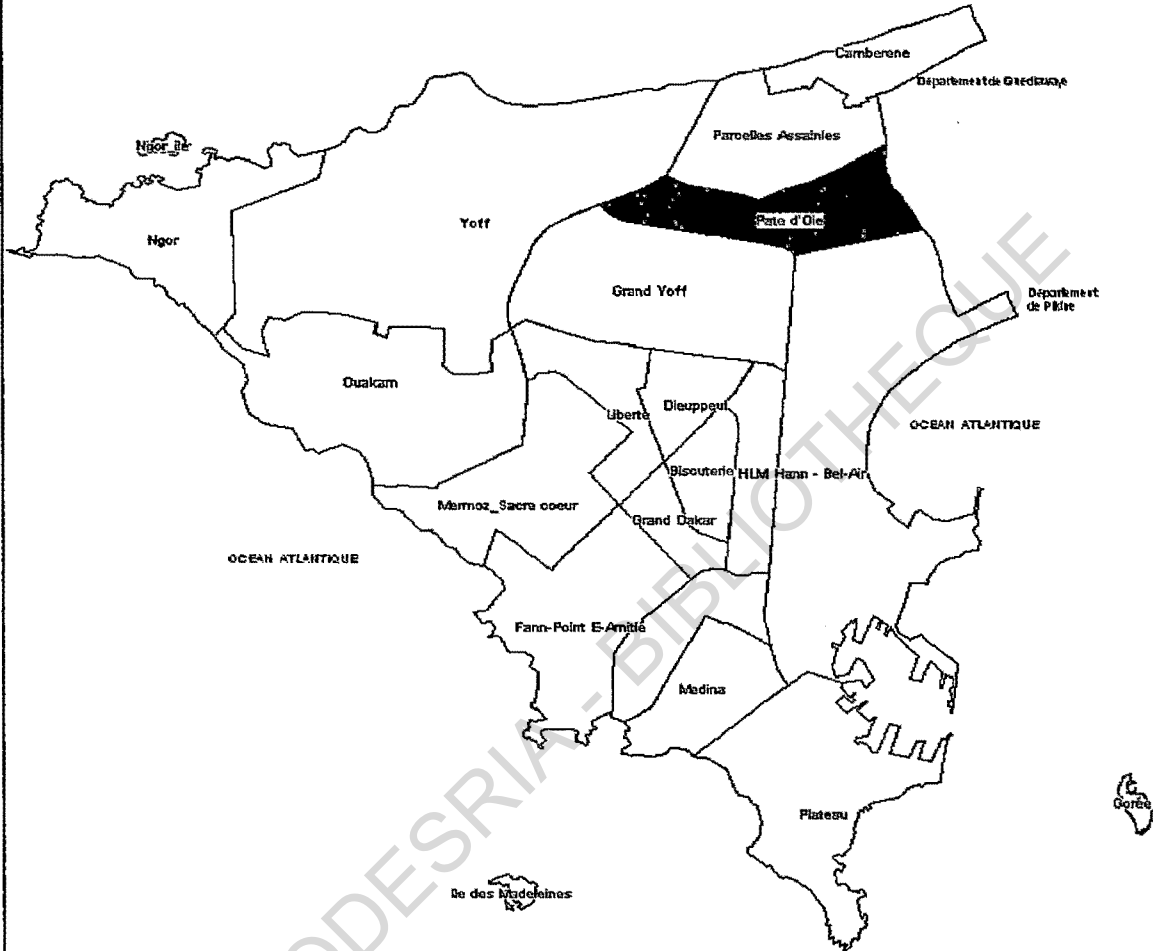 Camberene
Département de Guediawaye
Parcelles Assainies
Ngor_ile
Pate d'Oie
Yoff
Ngor
Grand Yoff
Département
de Pikine
Ouakam
Liberte
Dieuppeul
OCEAN ATLANTIQUE
Biscuterie
HLM
Hann - Bel-Air
Mermoz_Sacre coeur
Grand Dakar
OCEAN ATLANTIQUE
Fann-Point E-Amitié
Medina
Plateau
Gorée
Ile des Madeleines
CODESRIA - BIBLIOTHEQUE